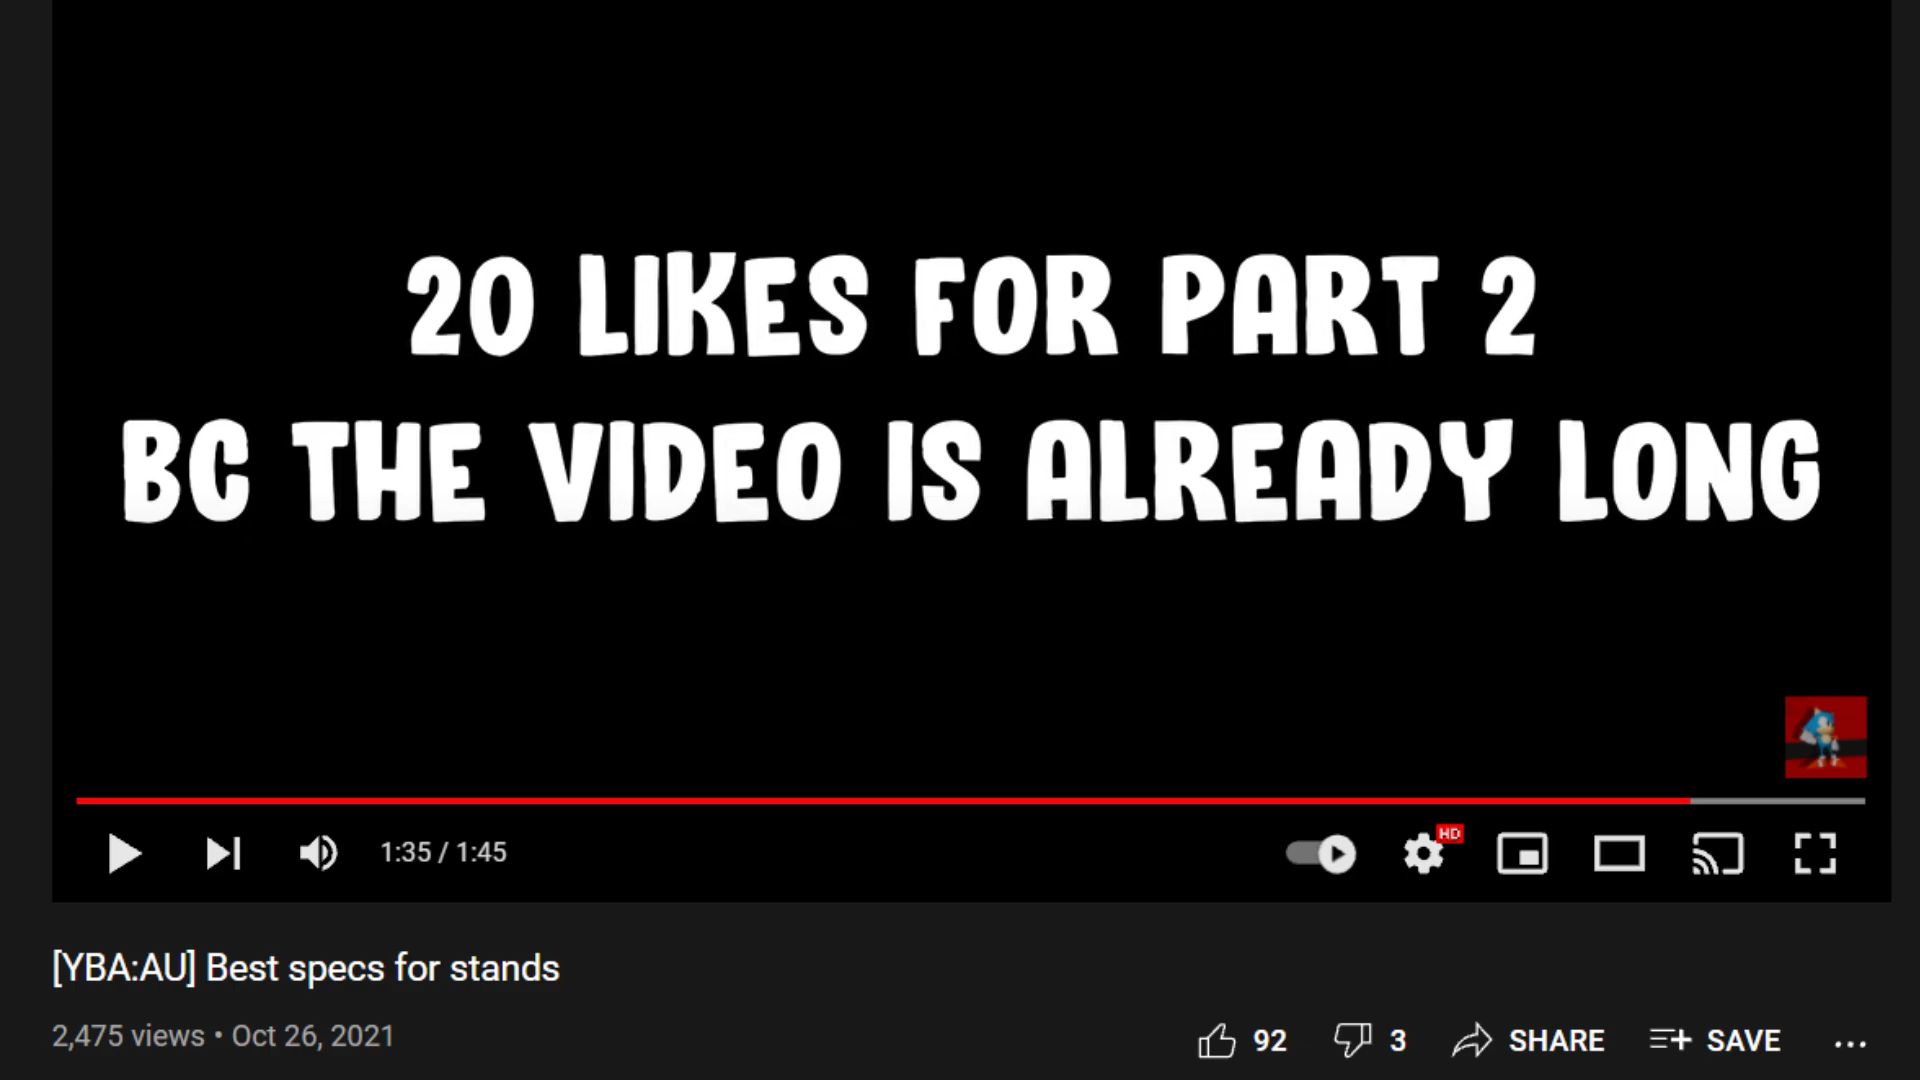 20 LIKES FOR PART 2
BC THE VIDEO IS ALREADY LONG
1:35 / 1:45
HD
[YBA:AU] Best specs for stands
2,475 views • Oct 26, 2021
92
3
SHARE
SAVE